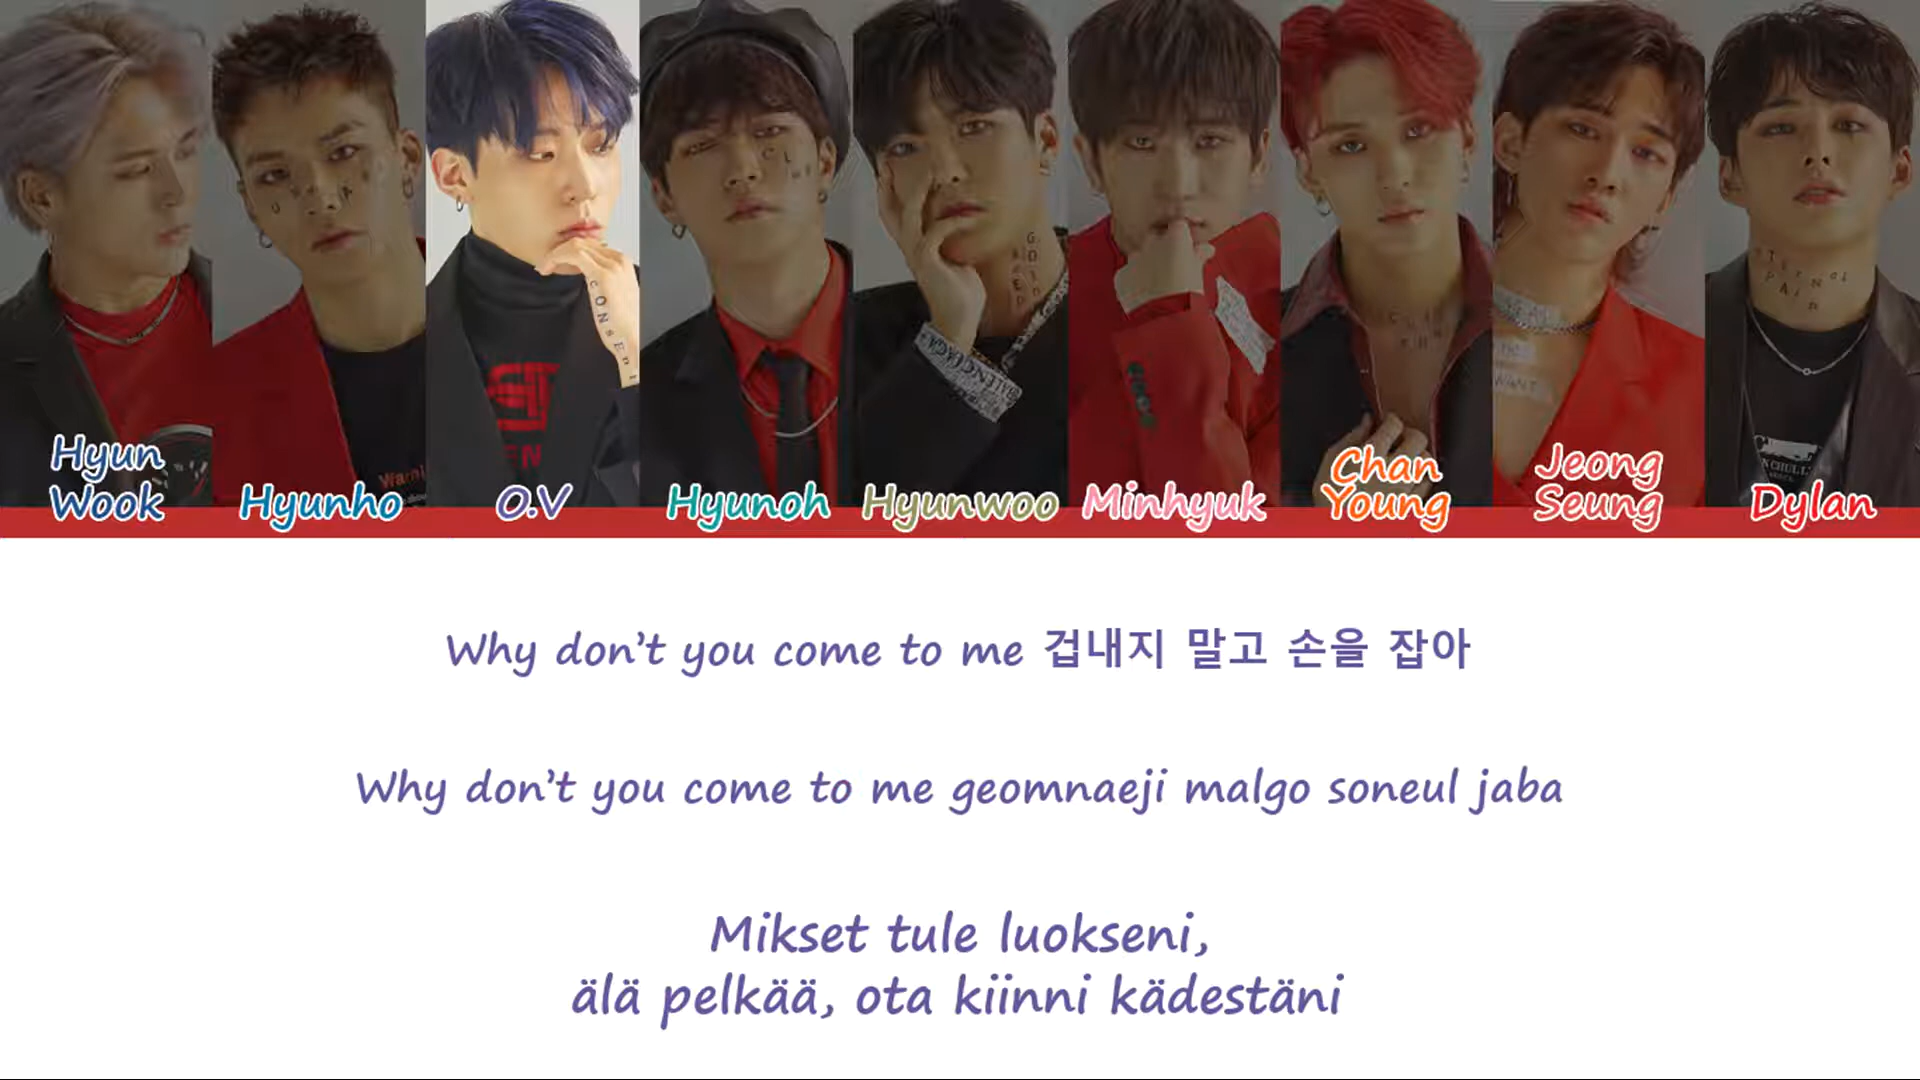 Hyun
Wook
Hyunho
O.V
Hyunoh
Hyunwoo
Minhyuk
Chan
Young
Jeong
Seung
Dylan
Why don't you come to me 겁내지 말고 손을 잡아
Why don't you come to me geomnaeji malgo soneul jaba
Mikset tule luokseni,
älä pelkää, ota kiinni kädestäni